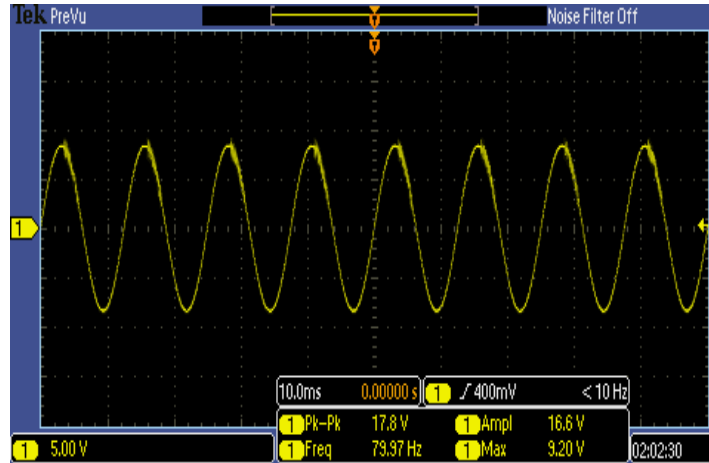 Tek PreVu Noise Filter Off
T
T
1
10.0ms 0.00000 s 1 400mV < 10 Hz
1 Pk-Pk 17.8 V 1 Ampl 16.6 V
1 5.00 V 1 Freq 79.97 Hz 1 Max 9.20 V 02:02:30